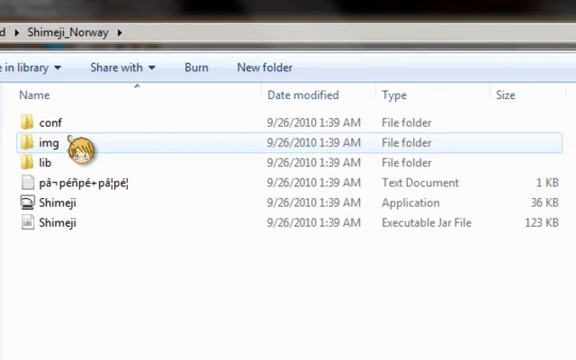 d ▸ Shimeji_Norway ▸
e in library Share with Burn New folder
Name Date modified Type Size
conf 9/26/2010 1:39 AM File folder
img 9/26/2010 1:39 AM File folder
lib 9/26/2010 1:39 AM File folder
pâ¬péñpé+pâ¦pé¦ 9/26/2010 1:39 AM Text Document 1 KB
Shimeji 9/26/2010 1:39 AM Application 36 KB
Shimeji 9/26/2010 1:39 AM Executable Jar File 123 KB